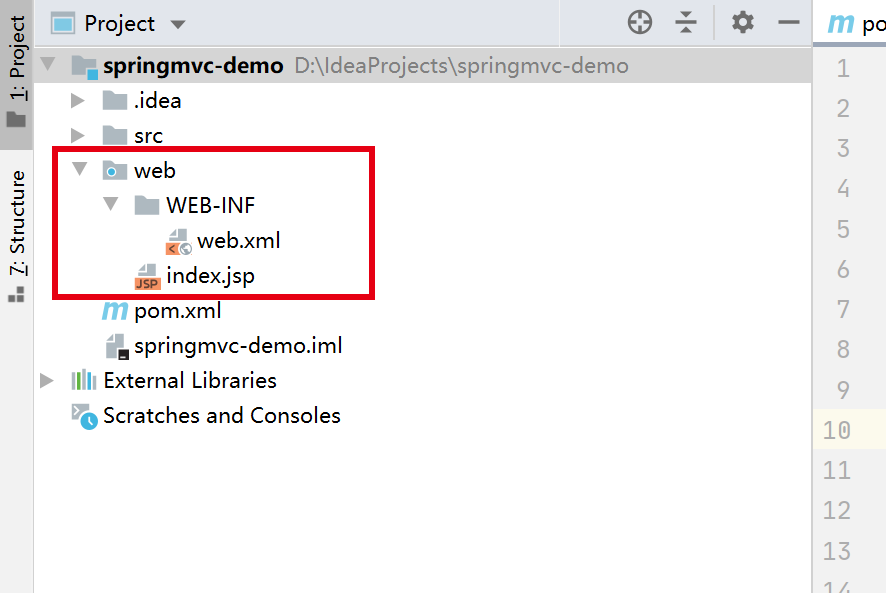 Project
1: Project
7: Structure
springmvc-demo D:\IdeaProjects\springmvc-demo
.idea
src
web
WEB-INF
web.xml
JSP index.jsp
m pom.xml
springmvc-demo.iml
External Libraries
Scratches and Consoles
m po
1
2
3
4
5
6
7
8
9
10
11
12
13
14